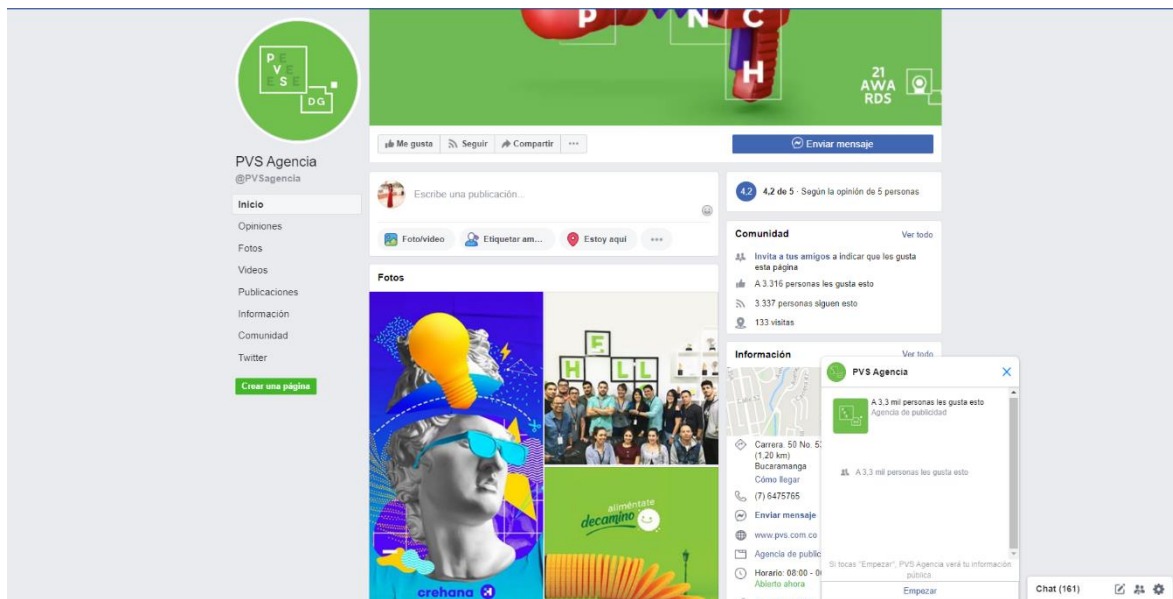 P N C
H
21
AWA
RDS
PE
VE
ESE
DG
PVS Agencia
@PVSagencia
Inicio
Opiniones
Fotos
Videos
Publicaciones
Información
Comunidad
Twitter
Crear una página
Me gusta
Seguir
Compartir
Enviar mensaje
Escribe una publicación...
Foto/video
Etiquetar am...
Estoy aquí
Fotos
E
HLL
crehana
aliméntate
decamino
4,2
4,2 de 5 · Según la opinión de 5 personas
Comunidad
Ver todo
Invita a tus amigos a indicar que les gusta
esta página
A 3.316 personas les gusta esto
3 337 personas siguen esto
133 visitas
Información
Ver todo
Carrera. 50 No. 5
(1,20 km)
Bucaramanga
Cómo llegar
(7) 6475765
Enviar mensaje
www.pvs.com.co
Agencia de public
Horario: 08:00 - 0
Abierto ahora
PVS Agencia
A 3,3 mil personas les gusta esto
Agencia de publicidad
A 3,3 mil personas les gusta esto
Si tocas "Empezar", PVS Agencia verá tu información
pública
Empezar
Chat (161)